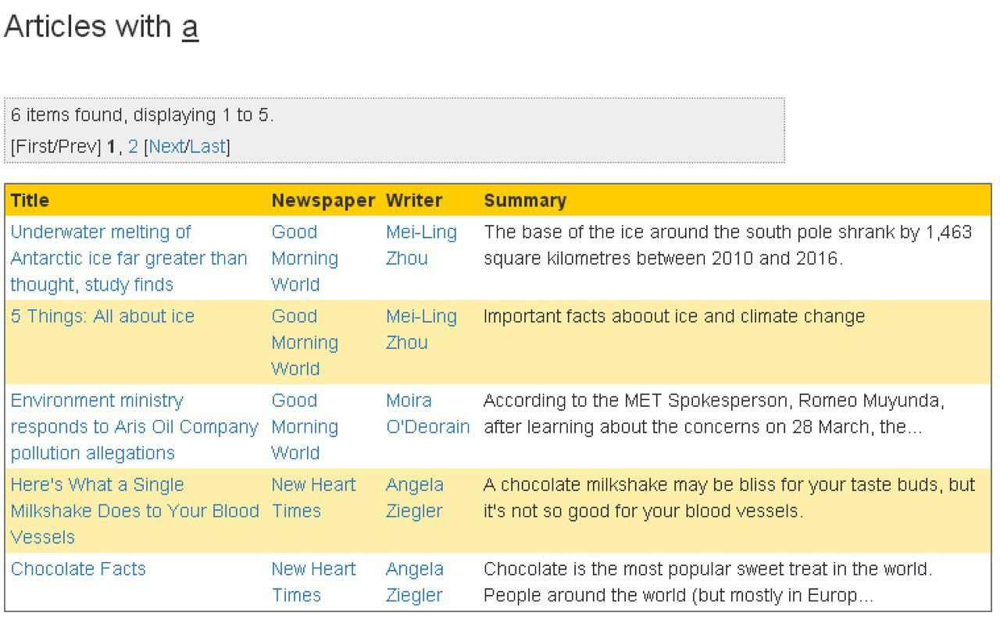 Articles with a
6 items found, displaying 1 to 5.
[First/Prev] 1, 2 [Next/Last]
Title Newspaper Writer Summary
Underwater melting of Good Mei-Ling The base of the ice around the south pole shrank by 1,463
Antarctic ice far greater than Morning Zhou square kilometres between 2010 and 2016.
thought, study finds World
5 Things: All about ice Good Mei-Ling Important facts aboout ice and climate change
Morning Zhou
World
Environment ministry Good Moira According to the MET Spokesperson, Romeo Muyunda,
responds to Aris Oil Company Morning O'Deorain after learning about the concerns on 28 March, the...
pollution allegations World
Here's What a Single New Heart Angela A chocolate milkshake may be bliss for your taste buds, but
Milkshake Does to Your Blood Times Ziegler it's not so good for your blood vessels.
Vessels
Chocolate Facts New Heart Angela Chocolate is the most popular sweet treat in the world.
Times Ziegler People around the world (but mostly in Europ...